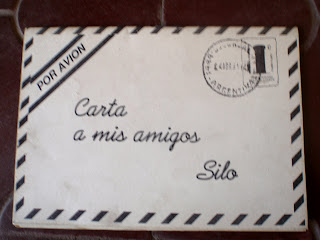 POR AVION
Carta
a mis amigos
Silo
ARGENTINA